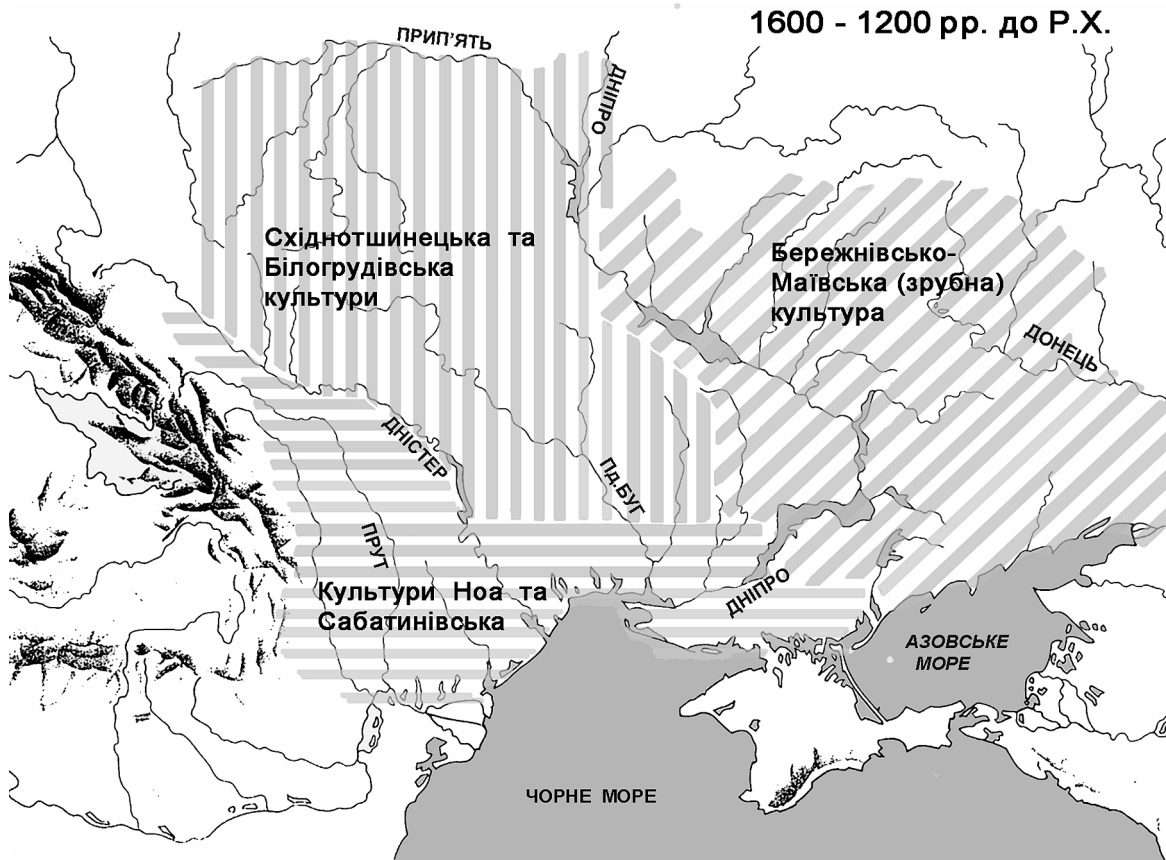 1600 - 1200 рр. до Р.Х.
ПРИП'ЯТЬ
ДНІПРО
Східнотшинецька та
Білогрудівська
культури
Бережнівсько-
Маївська (зрубна)
культура
ДОНЕЦЬ
ДНІСТЕР
Пд.БУГ
ПРУТ
Культури Ноа та
Сабатинівська
ДНІПРО
АЗОВСЬКЕ
МОРЕ
ЧОРНЕ МОРЕ